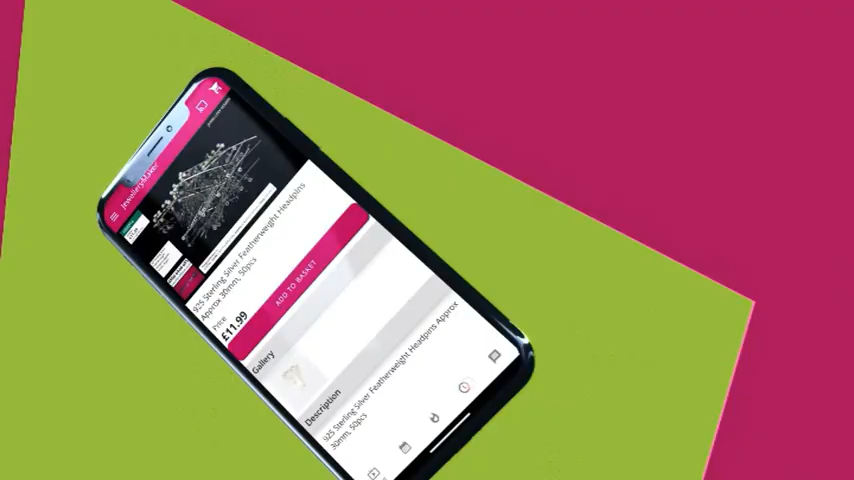 JewelleryMaker
925 Sterling Silver Featherweight Headpins
Approx 30mm, 50pcs
Price
£11.99
ADD TO BASKET
Gallery
Description
925 Sterling Silver Featherweight Headpins Approx
30mm, 50pcs